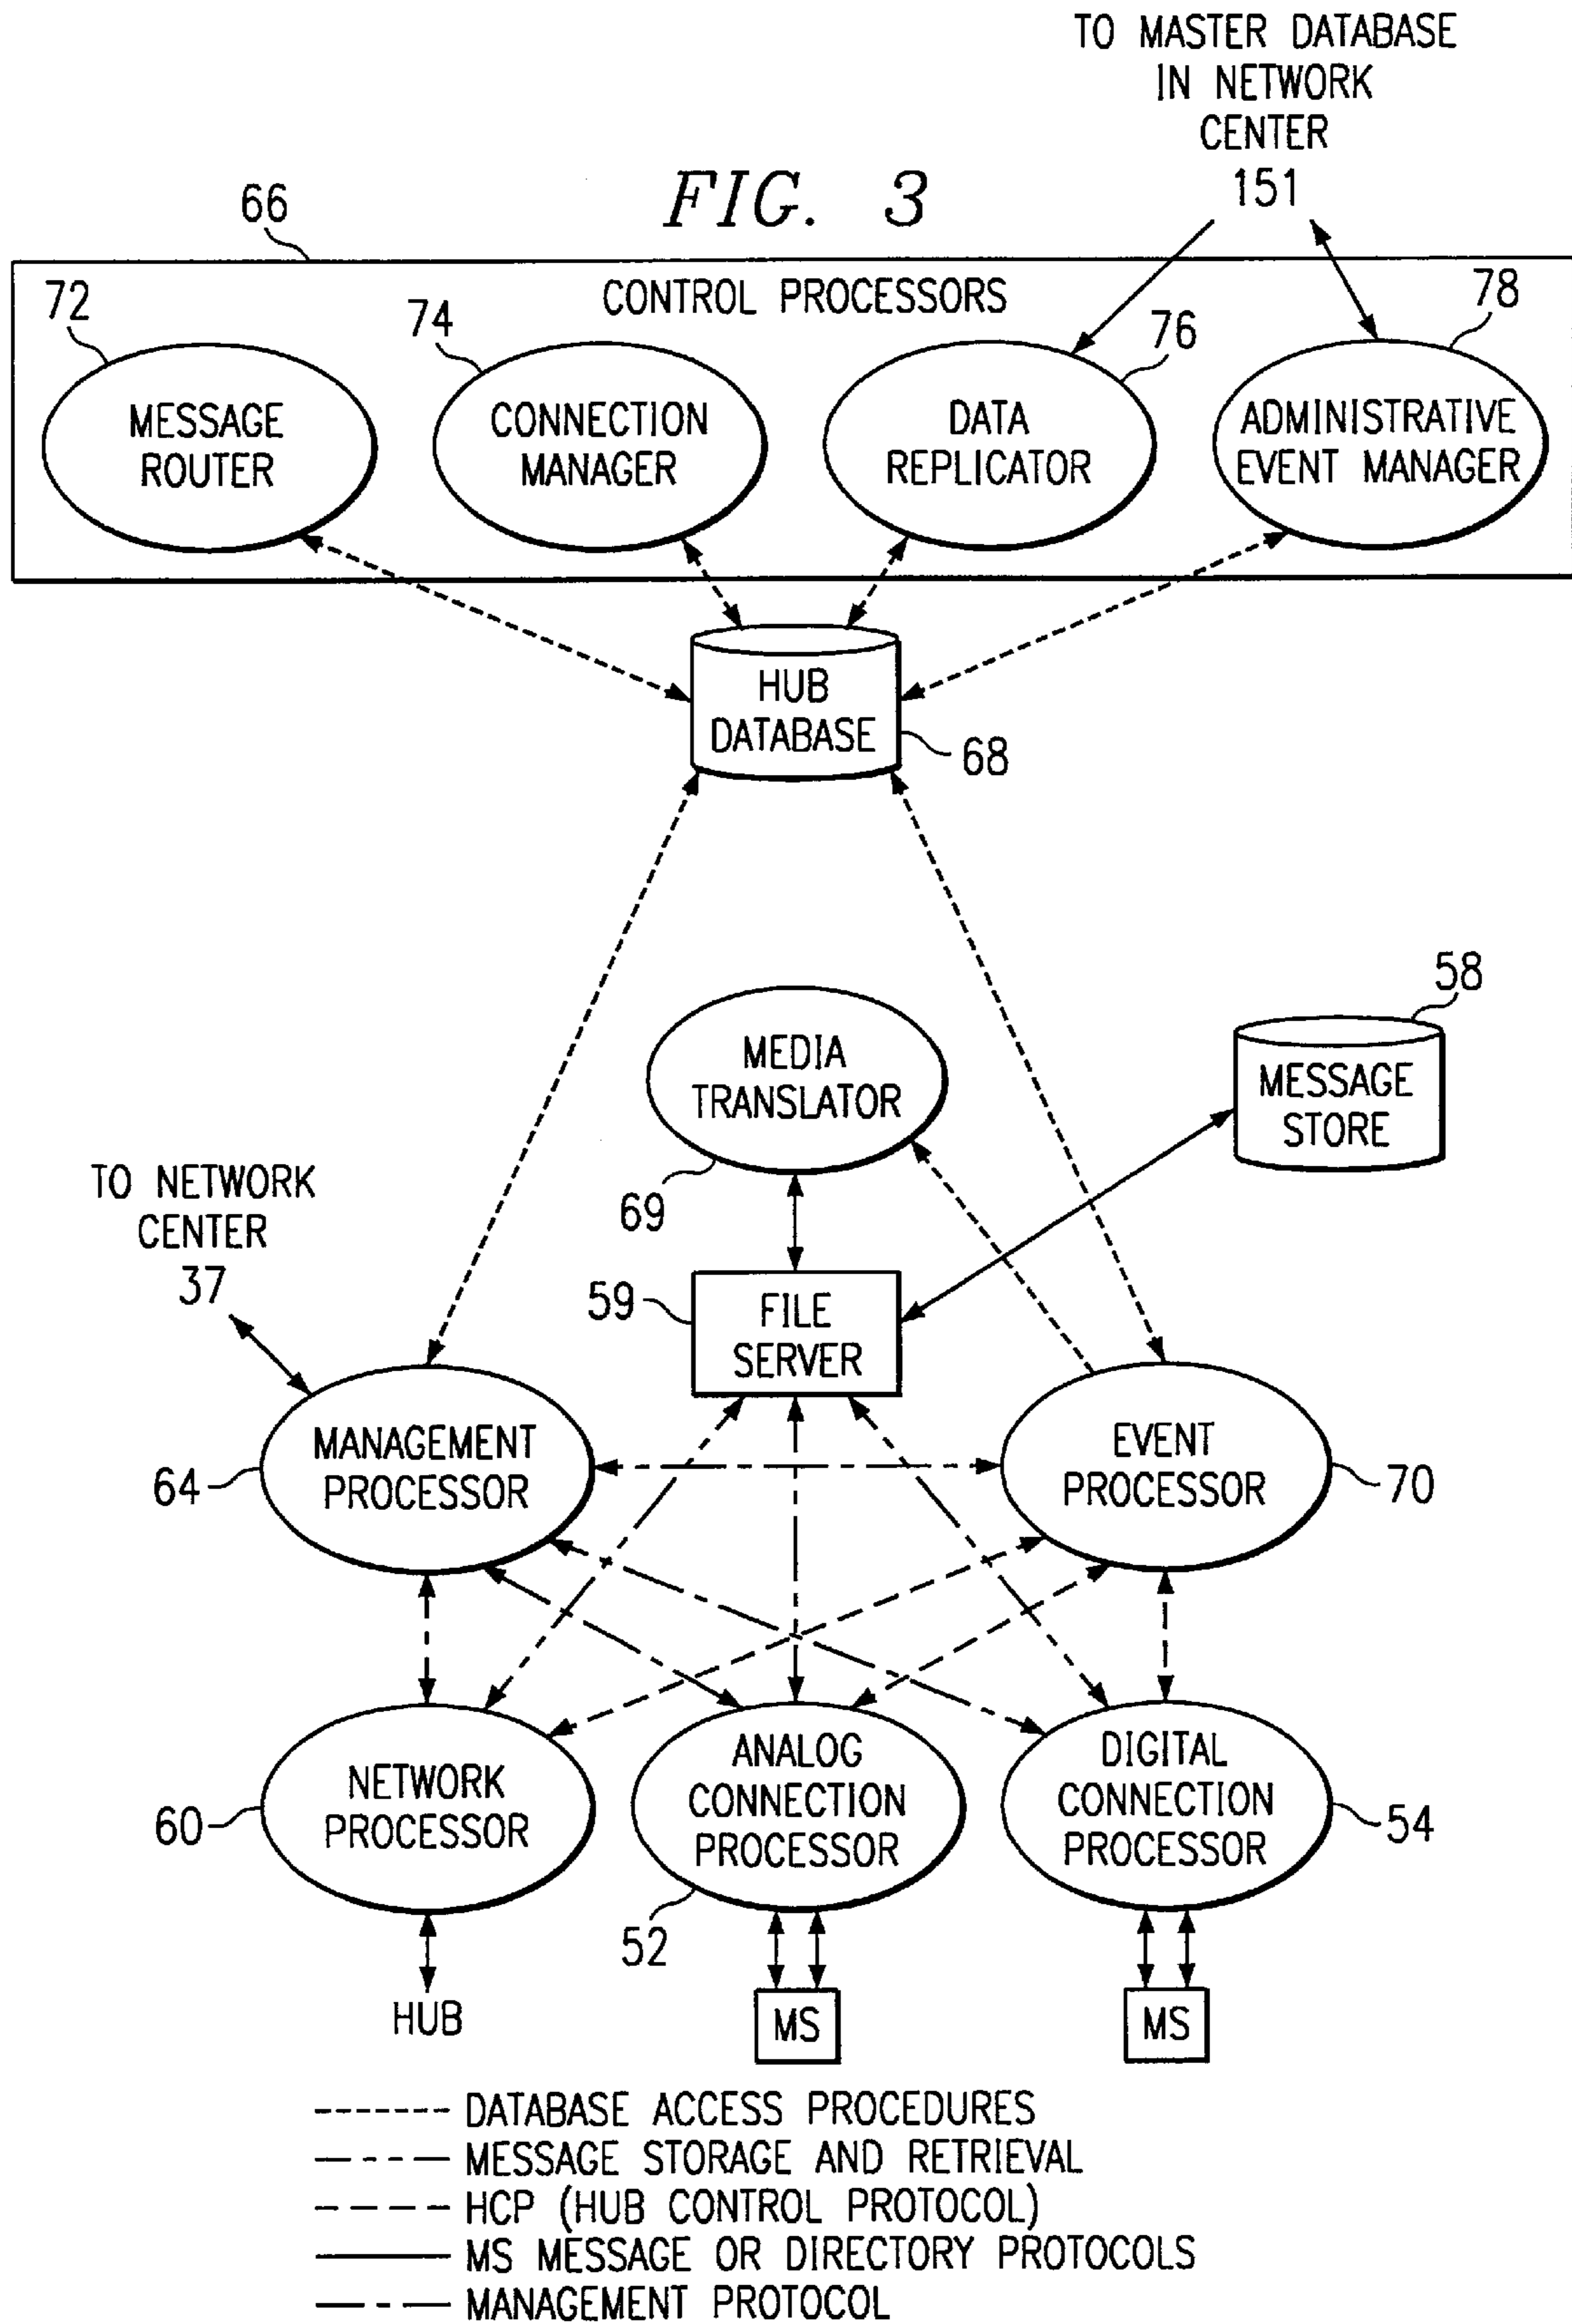 TO MASTER DATABASE
IN NETWORK
CENTER
151
FIG. 3
66
CONTROL PROCESSORS
72
74
76
78
MESSAGE
ROUTER
CONNECTION
MANAGER
DATA
REPLICATOR
ADMINISTRATIVE
EVENT MANAGER
HUB
DATABASE
68
58
MESSAGE
STORE
MEDIA
TRANSLATOR
69
TO NETWORK
CENTER
37
59
FILE
SERVER
MANAGEMENT
PROCESSOR
64
EVENT
PROCESSOR
70
NETWORK
PROCESSOR
60
ANALOG
CONNECTION
PROCESSOR
52
DIGITAL
CONNECTION
PROCESSOR
54
HUB
MS
MS
DATABASE ACCESS PROCEDURES
MESSAGE STORAGE AND RETRIEVAL
HCP (HUB CONTROL PROTOCOL)
MS MESSAGE OR DIRECTORY PROTOCOLS
MANAGEMENT PROTOCOL